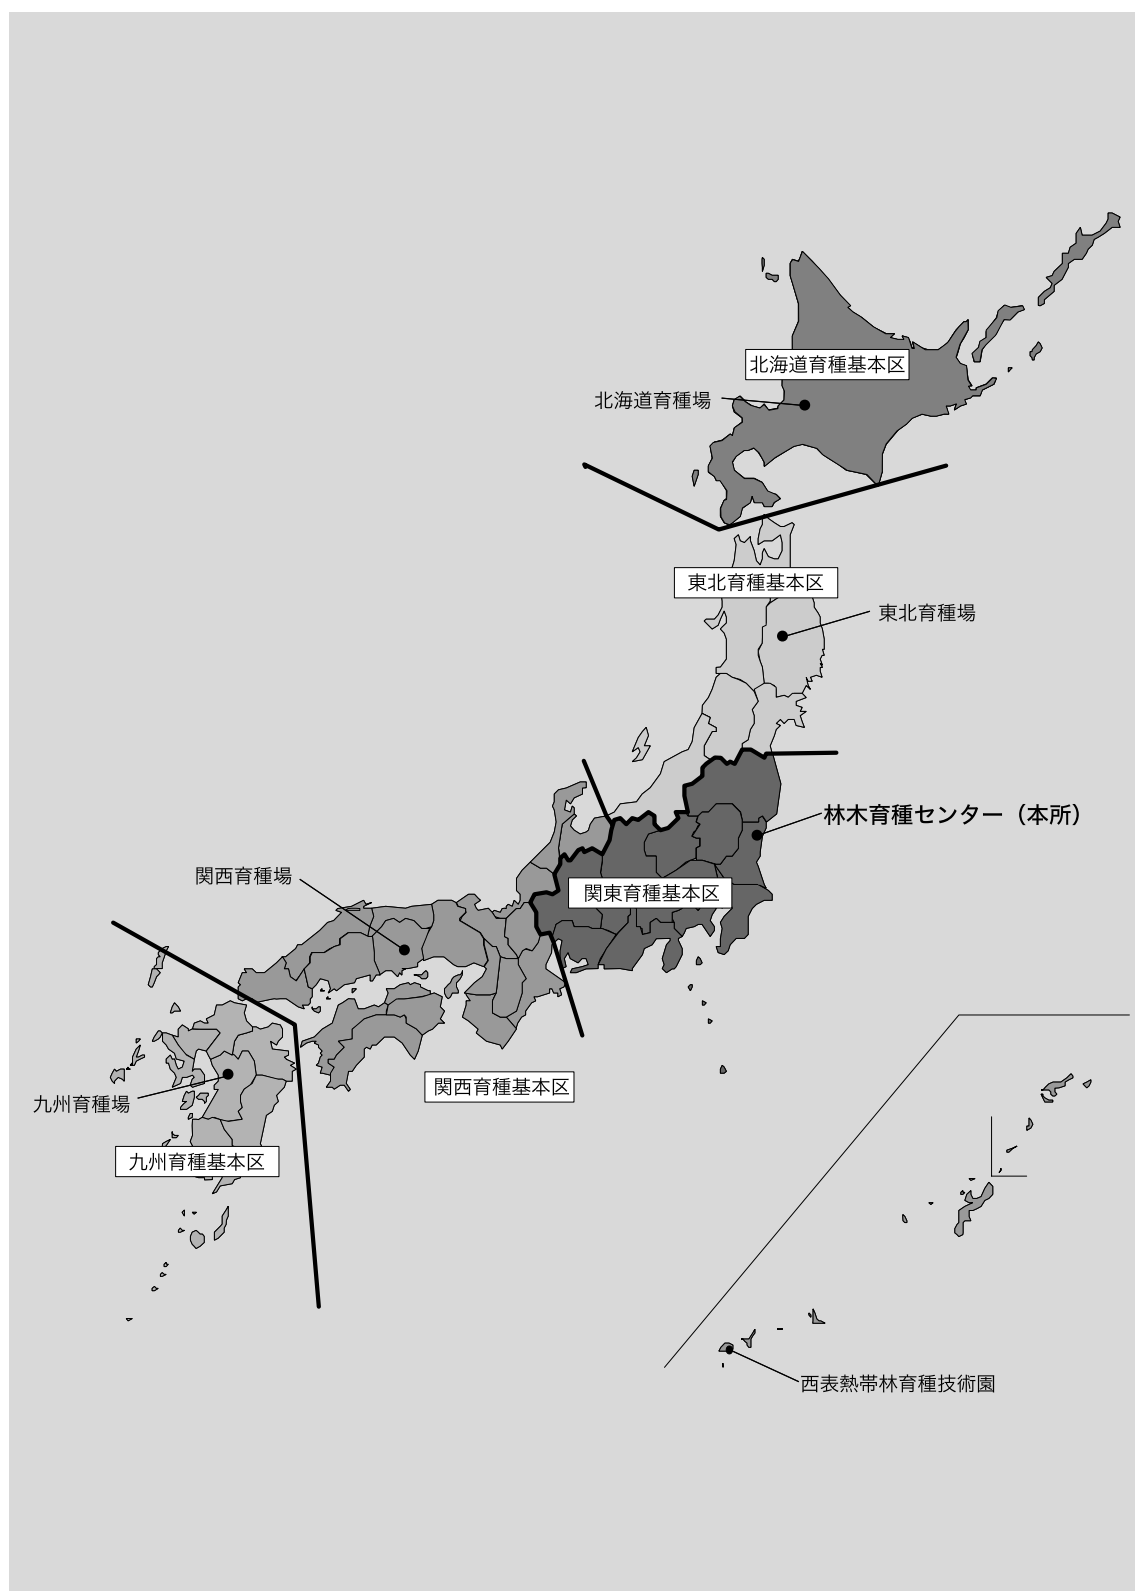 北海道育種基本区
北海道育種場
東北育種基本区
東北育種場
林木育種センター（本所）
関西育種場
関東育種基本区
関西育種基本区
九州育種場
九州育種基本区
西表熱帯林育種技術園